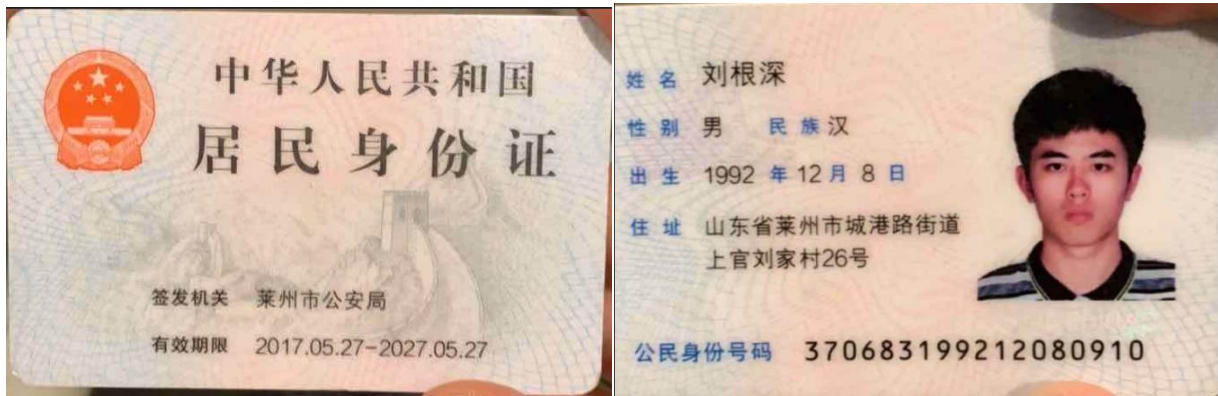 中华人民共和国
居民身份证
签发机关 莱州市公安局
有效期限 2017.05.27-2027.05.27
姓名 刘根深
性别 男 民族 汉
出生 1992 年 12 月 8 日
住址 山东省莱州市城港路街道
上官刘家村26号
公民身份号码 370683199212080910